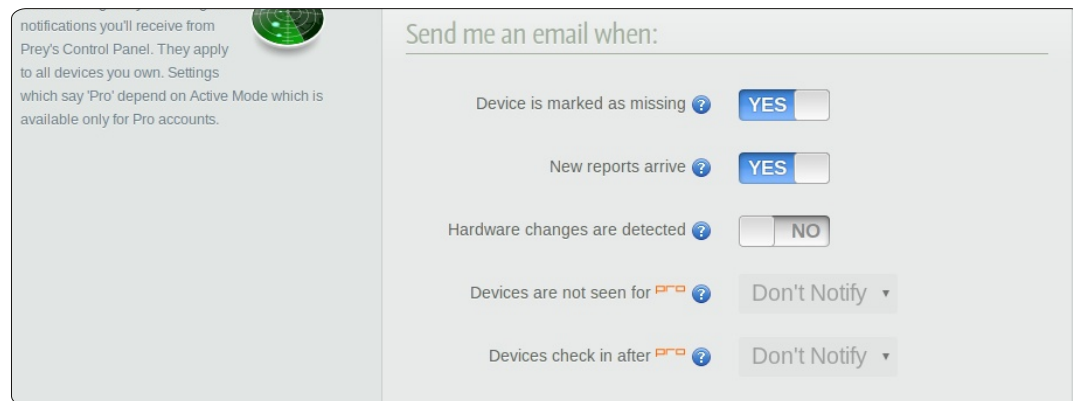 notifications you'll receive from
Prey's Control Panel. They apply
to all devices you own. Settings
which say 'Pro' depend on Active Mode which is
available only for Pro accounts.
Send me an email when:
Device is marked as missing ? YES
New reports arrive ? YES
Hardware changes are detected ? NO
Devices are not seen for pro ? Don't Notify
Devices check in after pro ? Don't Notify